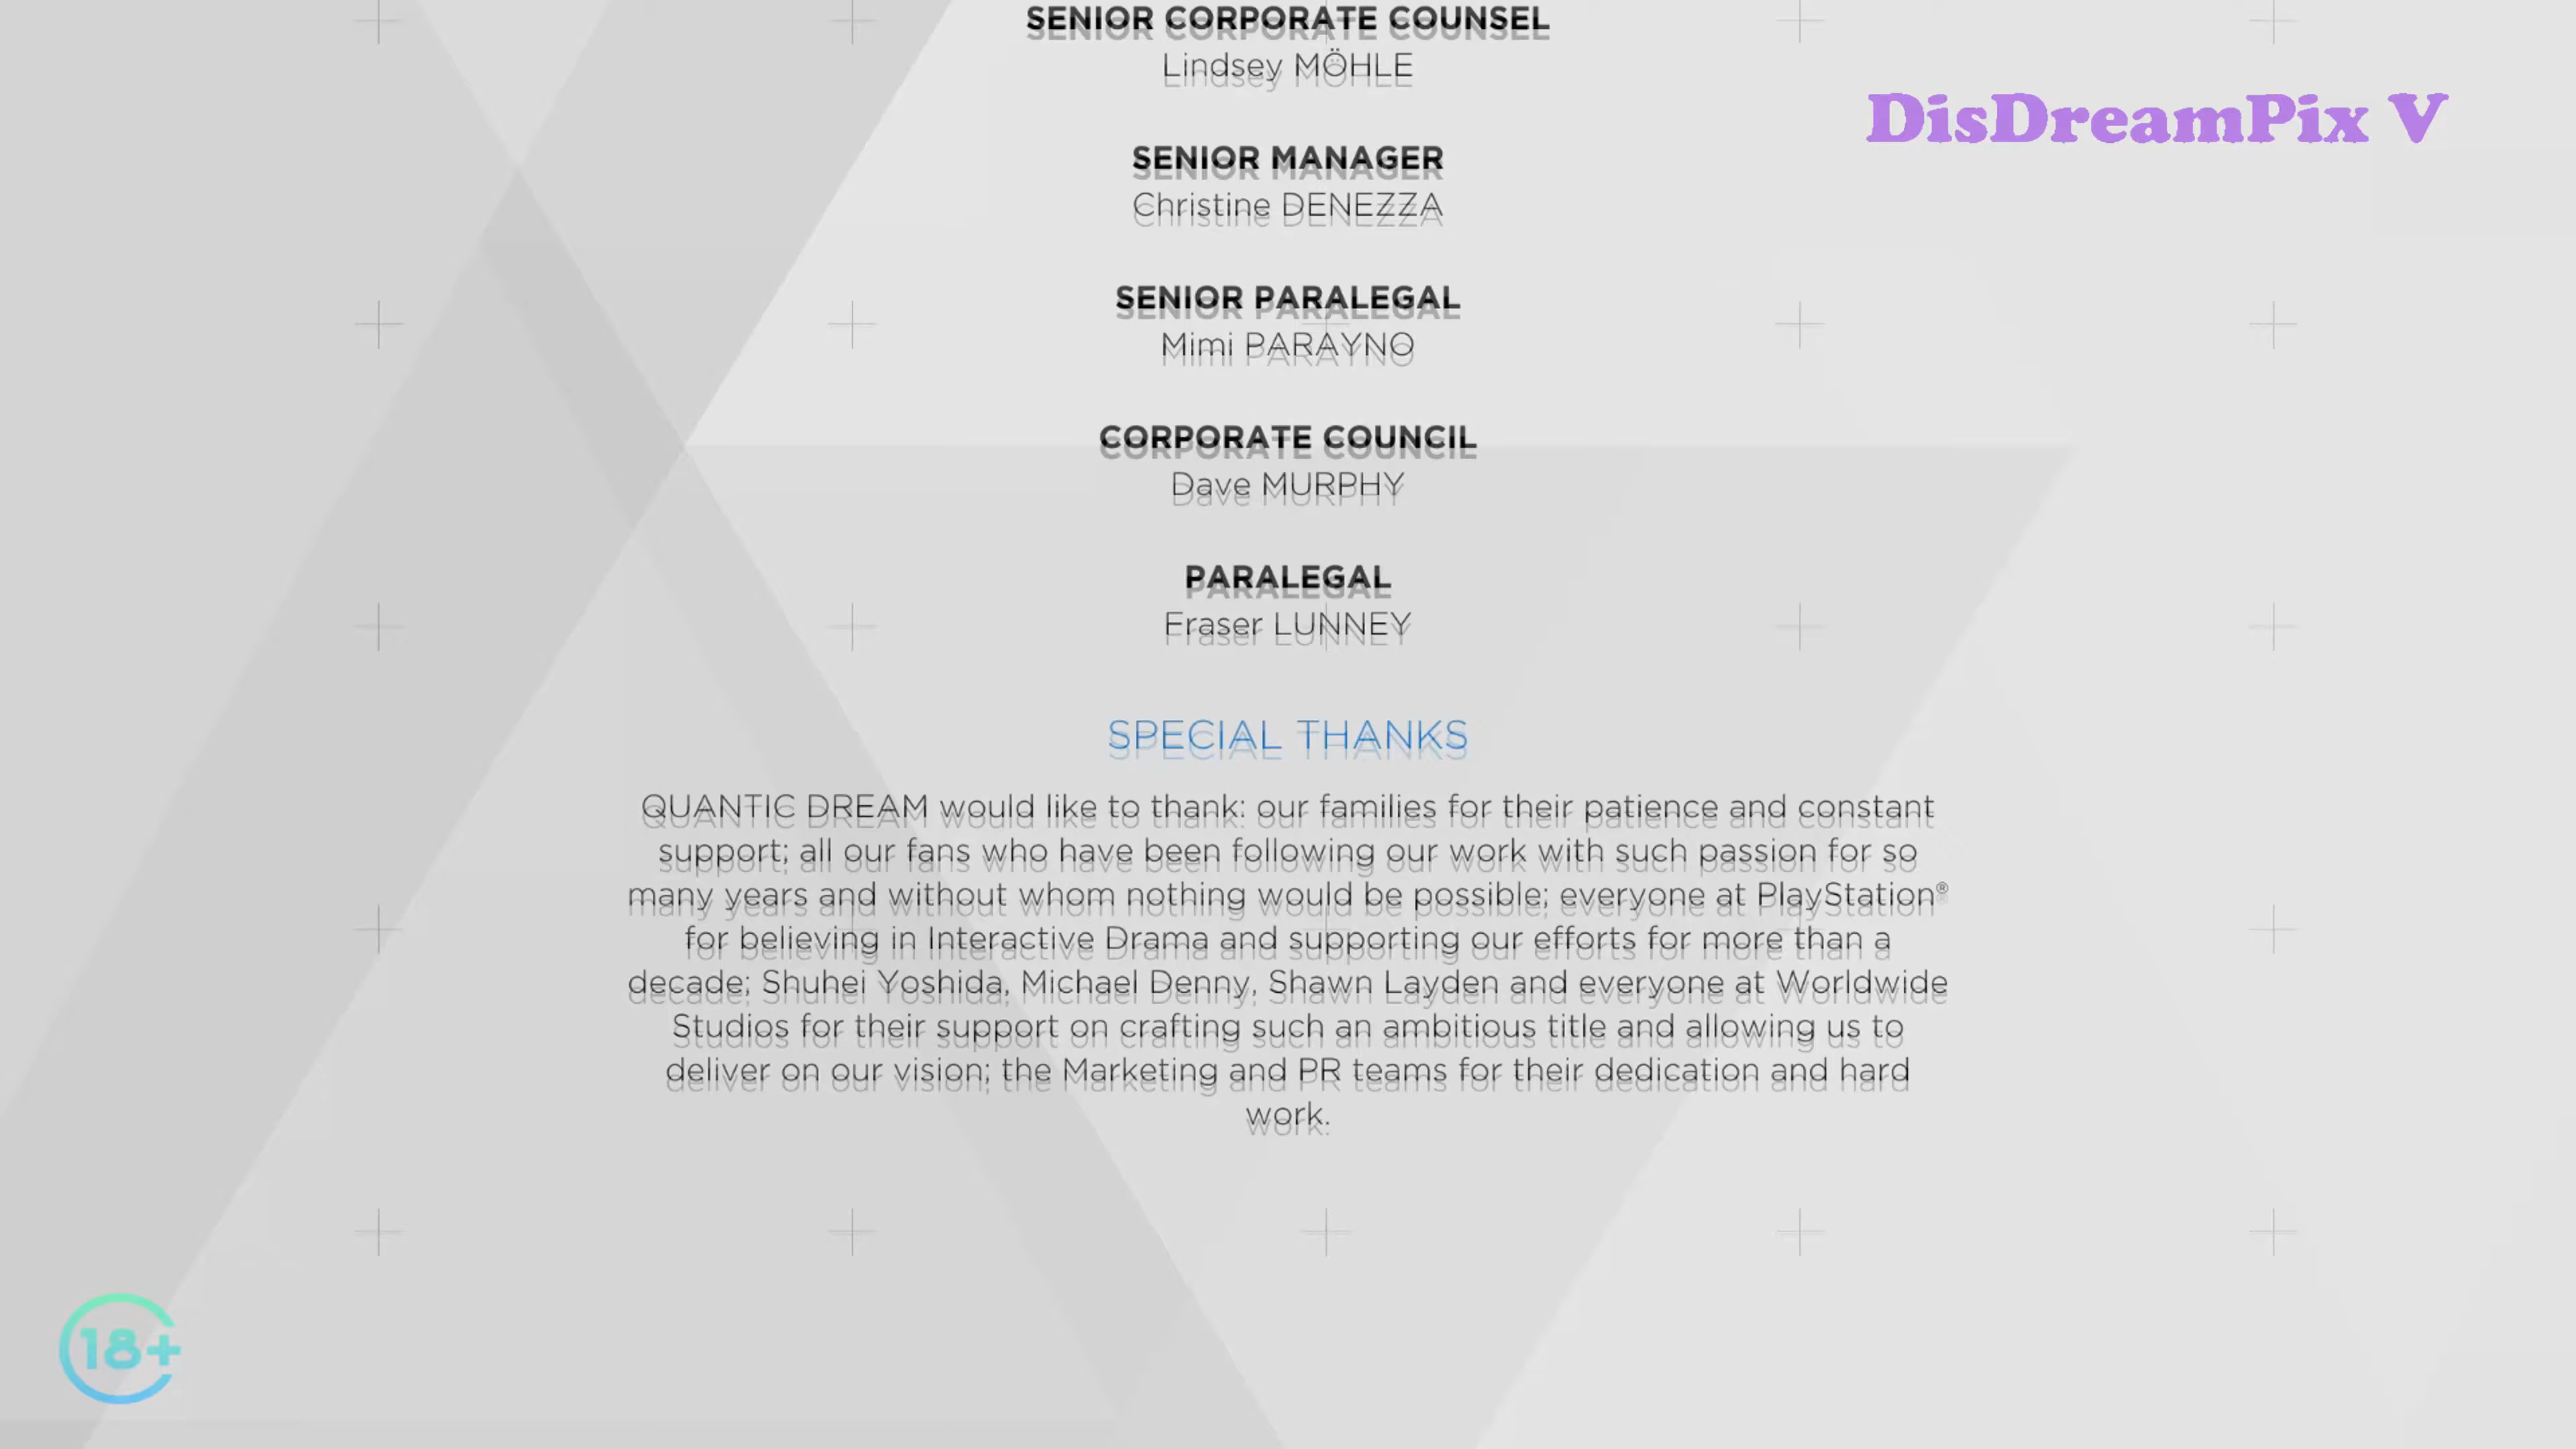 SENIOR CORPORATE COUNSEL
Lindsey MÖHLE
DisDreamPix V
SENIOR MANAGER
Christine DENEZZA
SENIOR PARALEGAL
Mimi PARAYNO
CORPORATE COUNCIL
Dave MURPHY
PARALEGAL
Fraser LUNNEY
SPECIAL THANKS
QUANTIC DREAM would like to thank: our families for their patience and constant
support; all our fans who have been following our work with such passion for so
many years and without whom nothing would be possible; everyone at PlayStation®
for believing in Interactive Drama and supporting our efforts for more than a
decade; Shuhei Yoshida, Michael Denny, Shawn Layden and everyone at Worldwide
Studios for their support on crafting such an ambitious title and allowing us to
deliver on our vision; the Marketing and PR teams for their dedication and hard
work.
18+